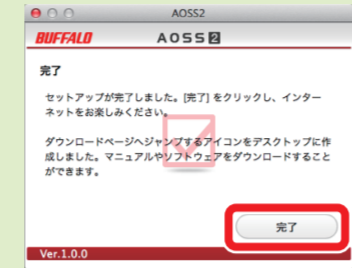 AOSS2
BUFFALO AOSS2
完了
セットアップが完了しました。[完了] をクリックし、インター
ネットをお楽しみください。
ダウンロードページへジャンプするアイコンをデスクトップに作
成しました。マニュアルやソフトウェアをダウンロードすること
ができます。
完了
Ver.1.0.0